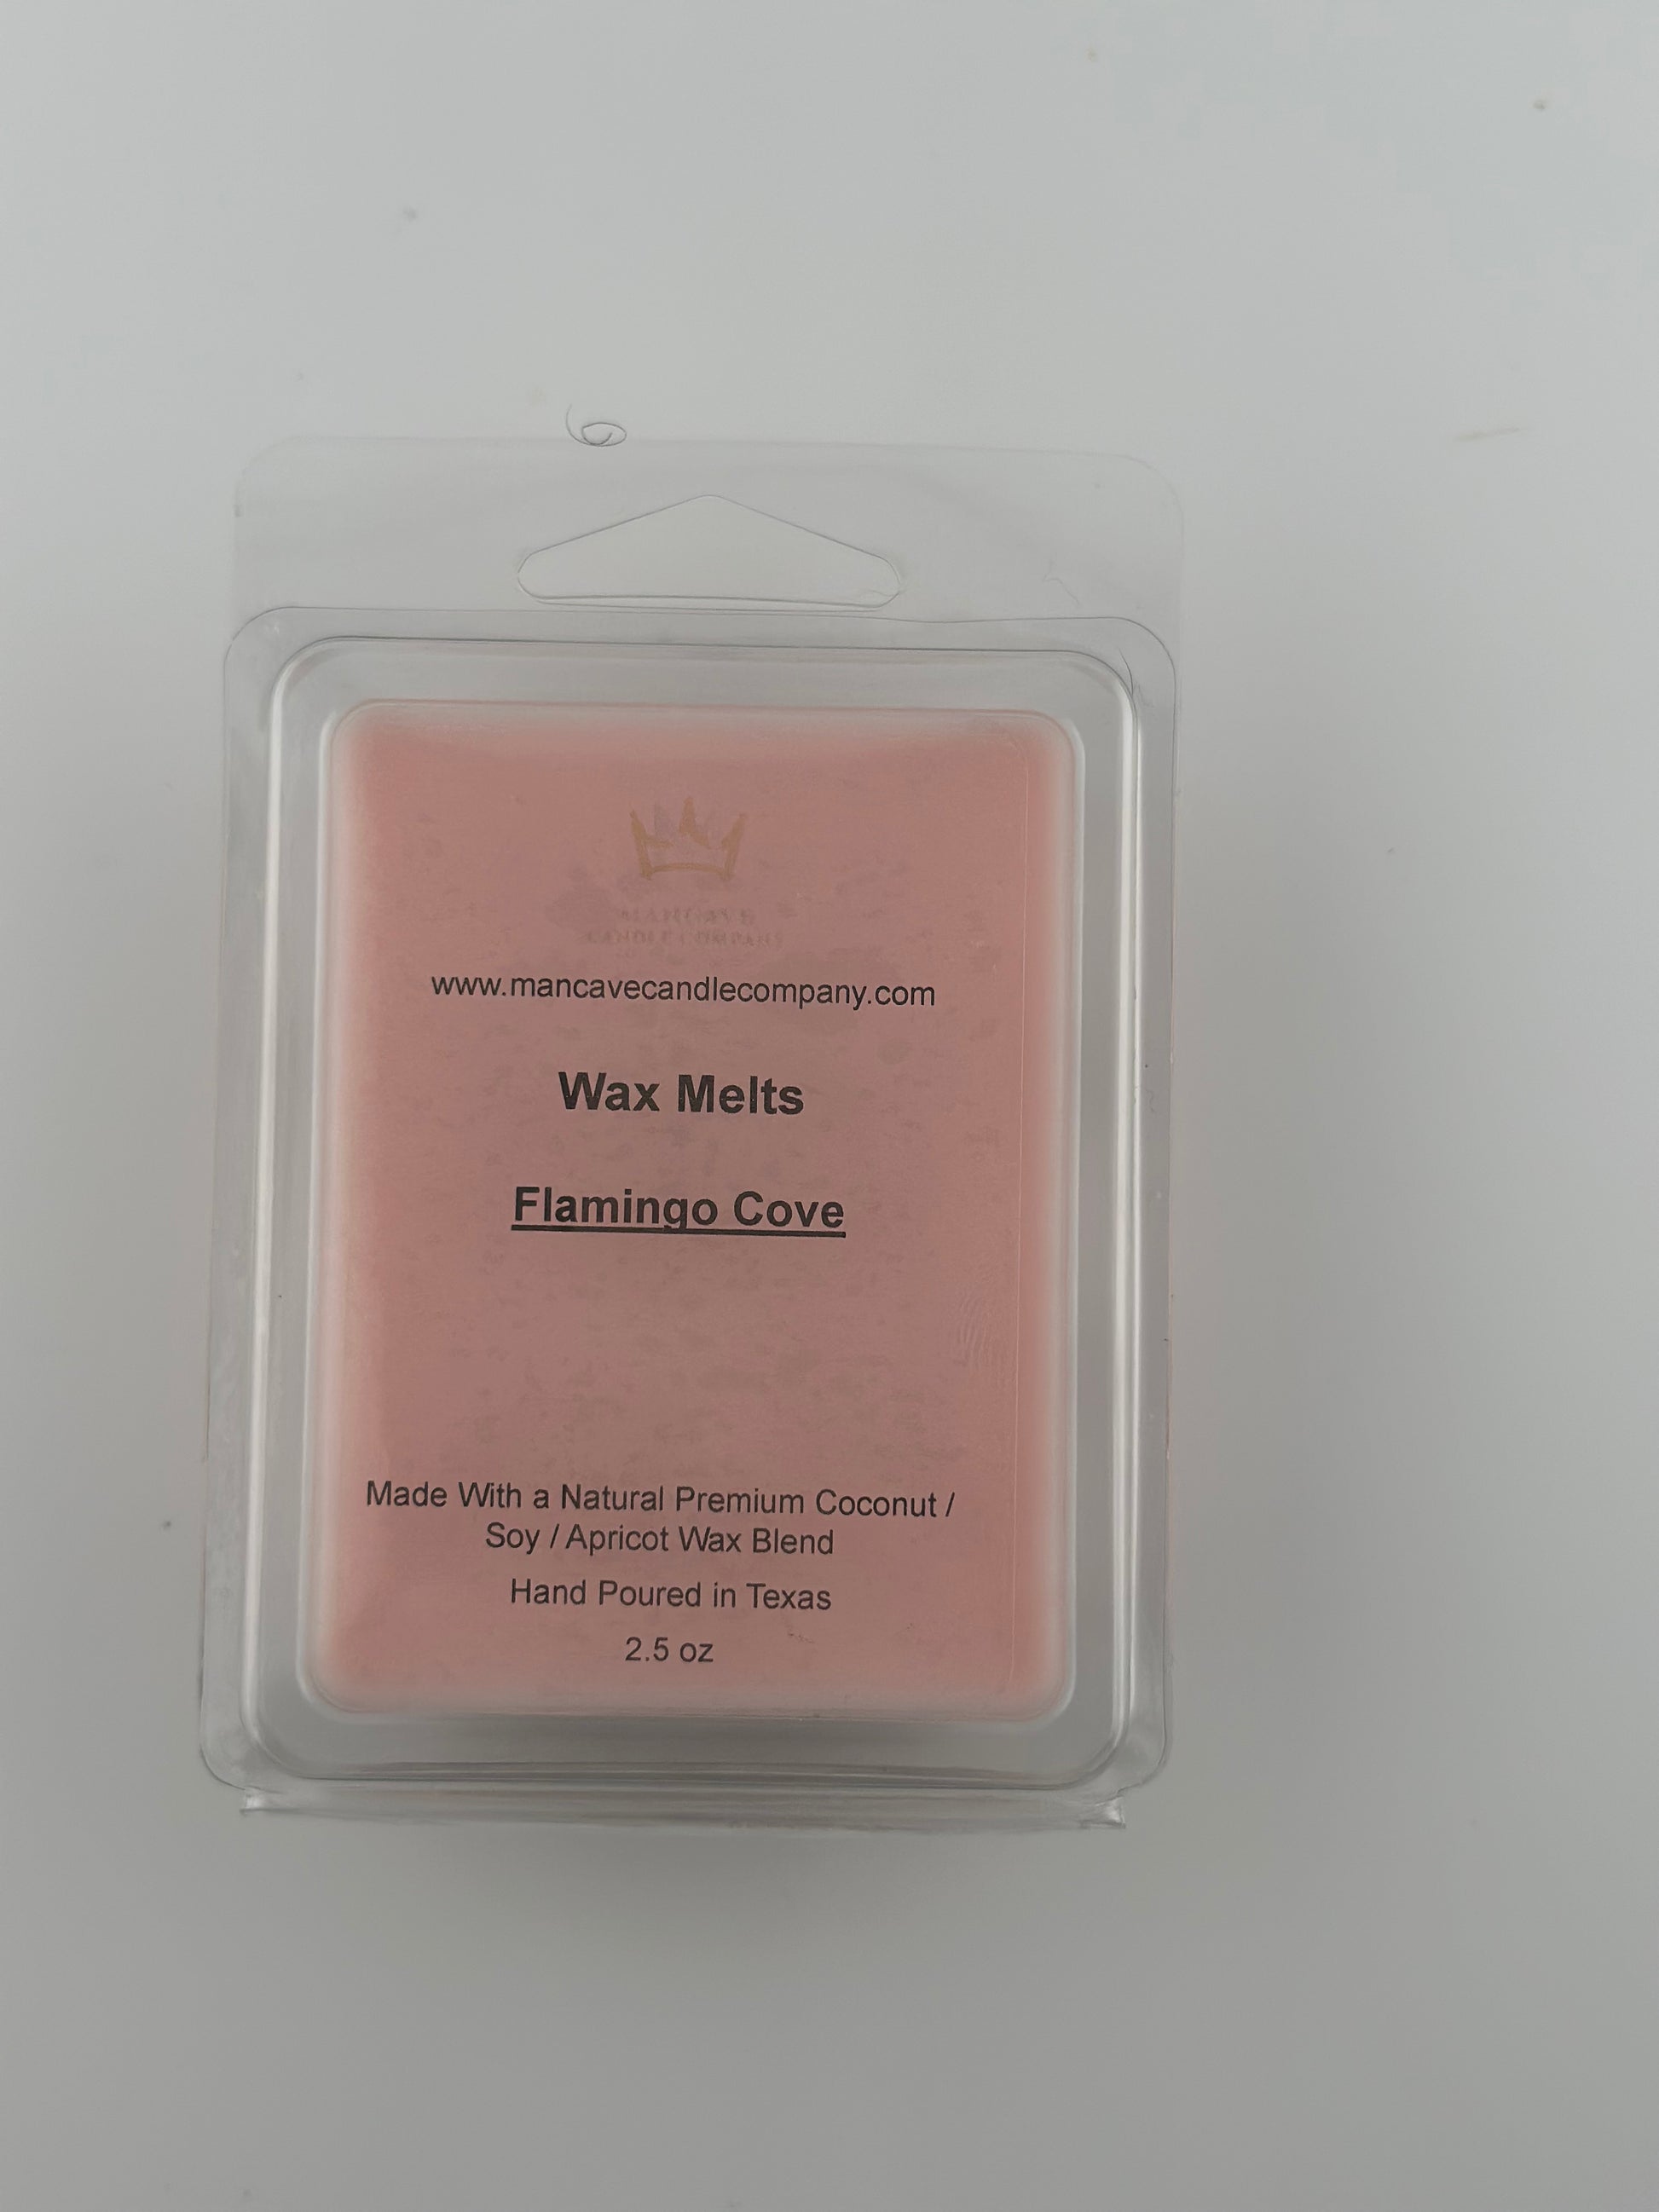 MANCAVE
CANDLE COMPANY
www.mancavecandlecompany.com
Wax Melts
Flamingo Cove
Made With a Natural Premium Coconut /
Soy / Apricot Wax Blend
Hand Poured in Texas
2.5 oz